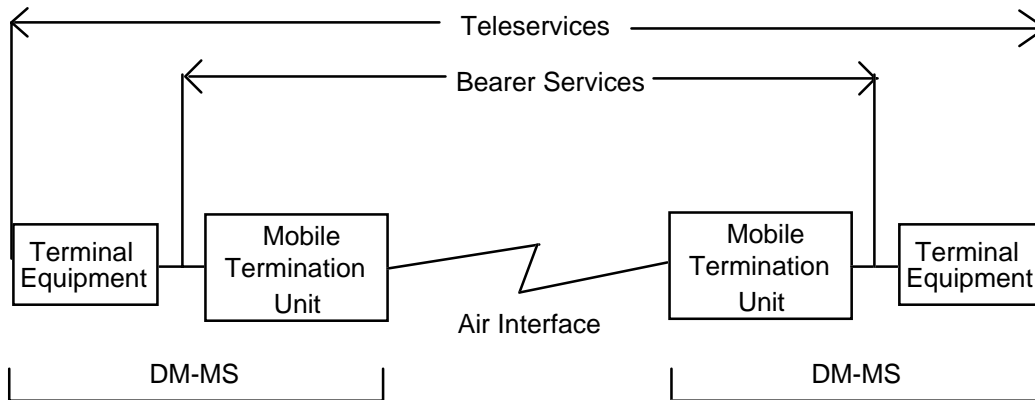 Teleservices
Bearer Services
Terminal
Equipment
Mobile
Termination
Unit
Air Interface
Mobile
Termination
Unit
Terminal
Equipment
DM-MS
DM-MS